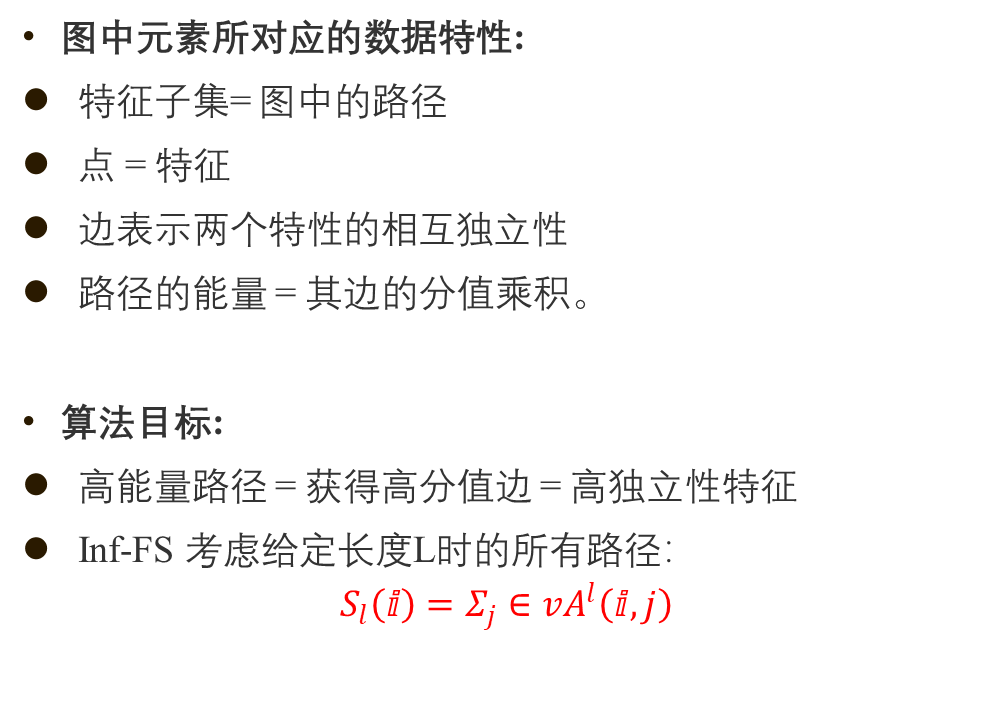 • 图中元素所对应的数据特性:
● 特征子集= 图中的路径
● 点 = 特征
● 边表示两个特性的相互独立性
● 路径的能量 = 其边的分值乘积。
• 算法目标:
● 高能量路径 = 获得高分值边 = 高独立性特征
● Inf-FS 考虑给定长度L时的所有路径:
S_l(ⅈ) = Σ_j ∈ vA^l(ⅈ,j)